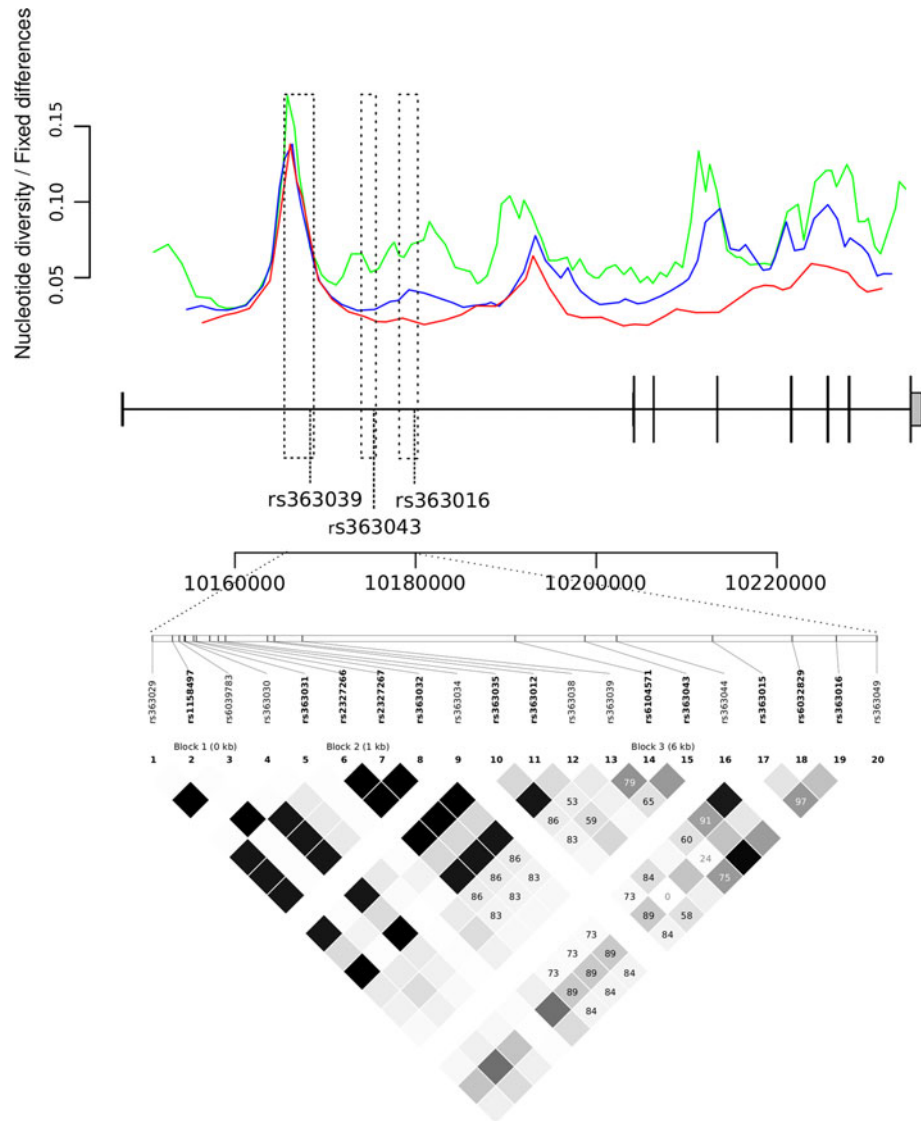 Nucleotide diversity / Fixed differences
0.15
0.10
0.05
rs363039
rs363016
rs363043
10160000 10180000 10200000 10220000
rs363029 rs1158497 rs6039783 rs363030 rs363031 rs2327266 rs2327267 rs363032 rs363034 rs363035 rs363012 rs363038 rs363039 rs6104571 rs363043 rs363044 rs363015 rs6032829 rs363016 rs363049
Block 1 (0 kb) Block 2 (1 kb) Block 3 (6 kb)
1 2 3 4 5 6 7 8 9 10 11 12 13 14 15 16 17 18 19 20
79
53 65 97
86 59 91
83 60
86 24
86 83 84 75
86 83 73 0
83 89 58
73 84
73 89
73 89 84
89 84
84